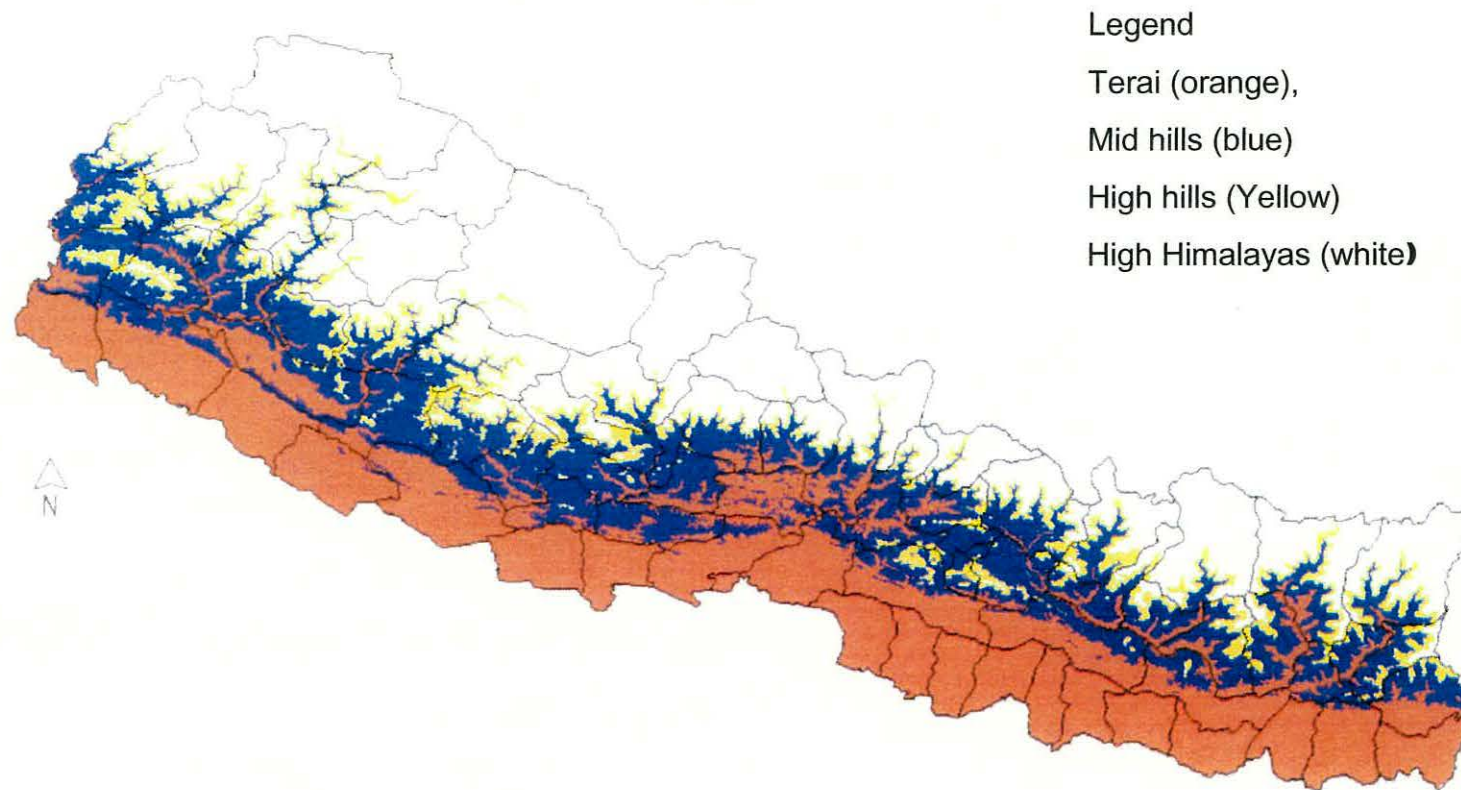 Legend
Terai (orange),
Mid hills (blue)
High hills (Yellow)
High Himalayas (white)
N